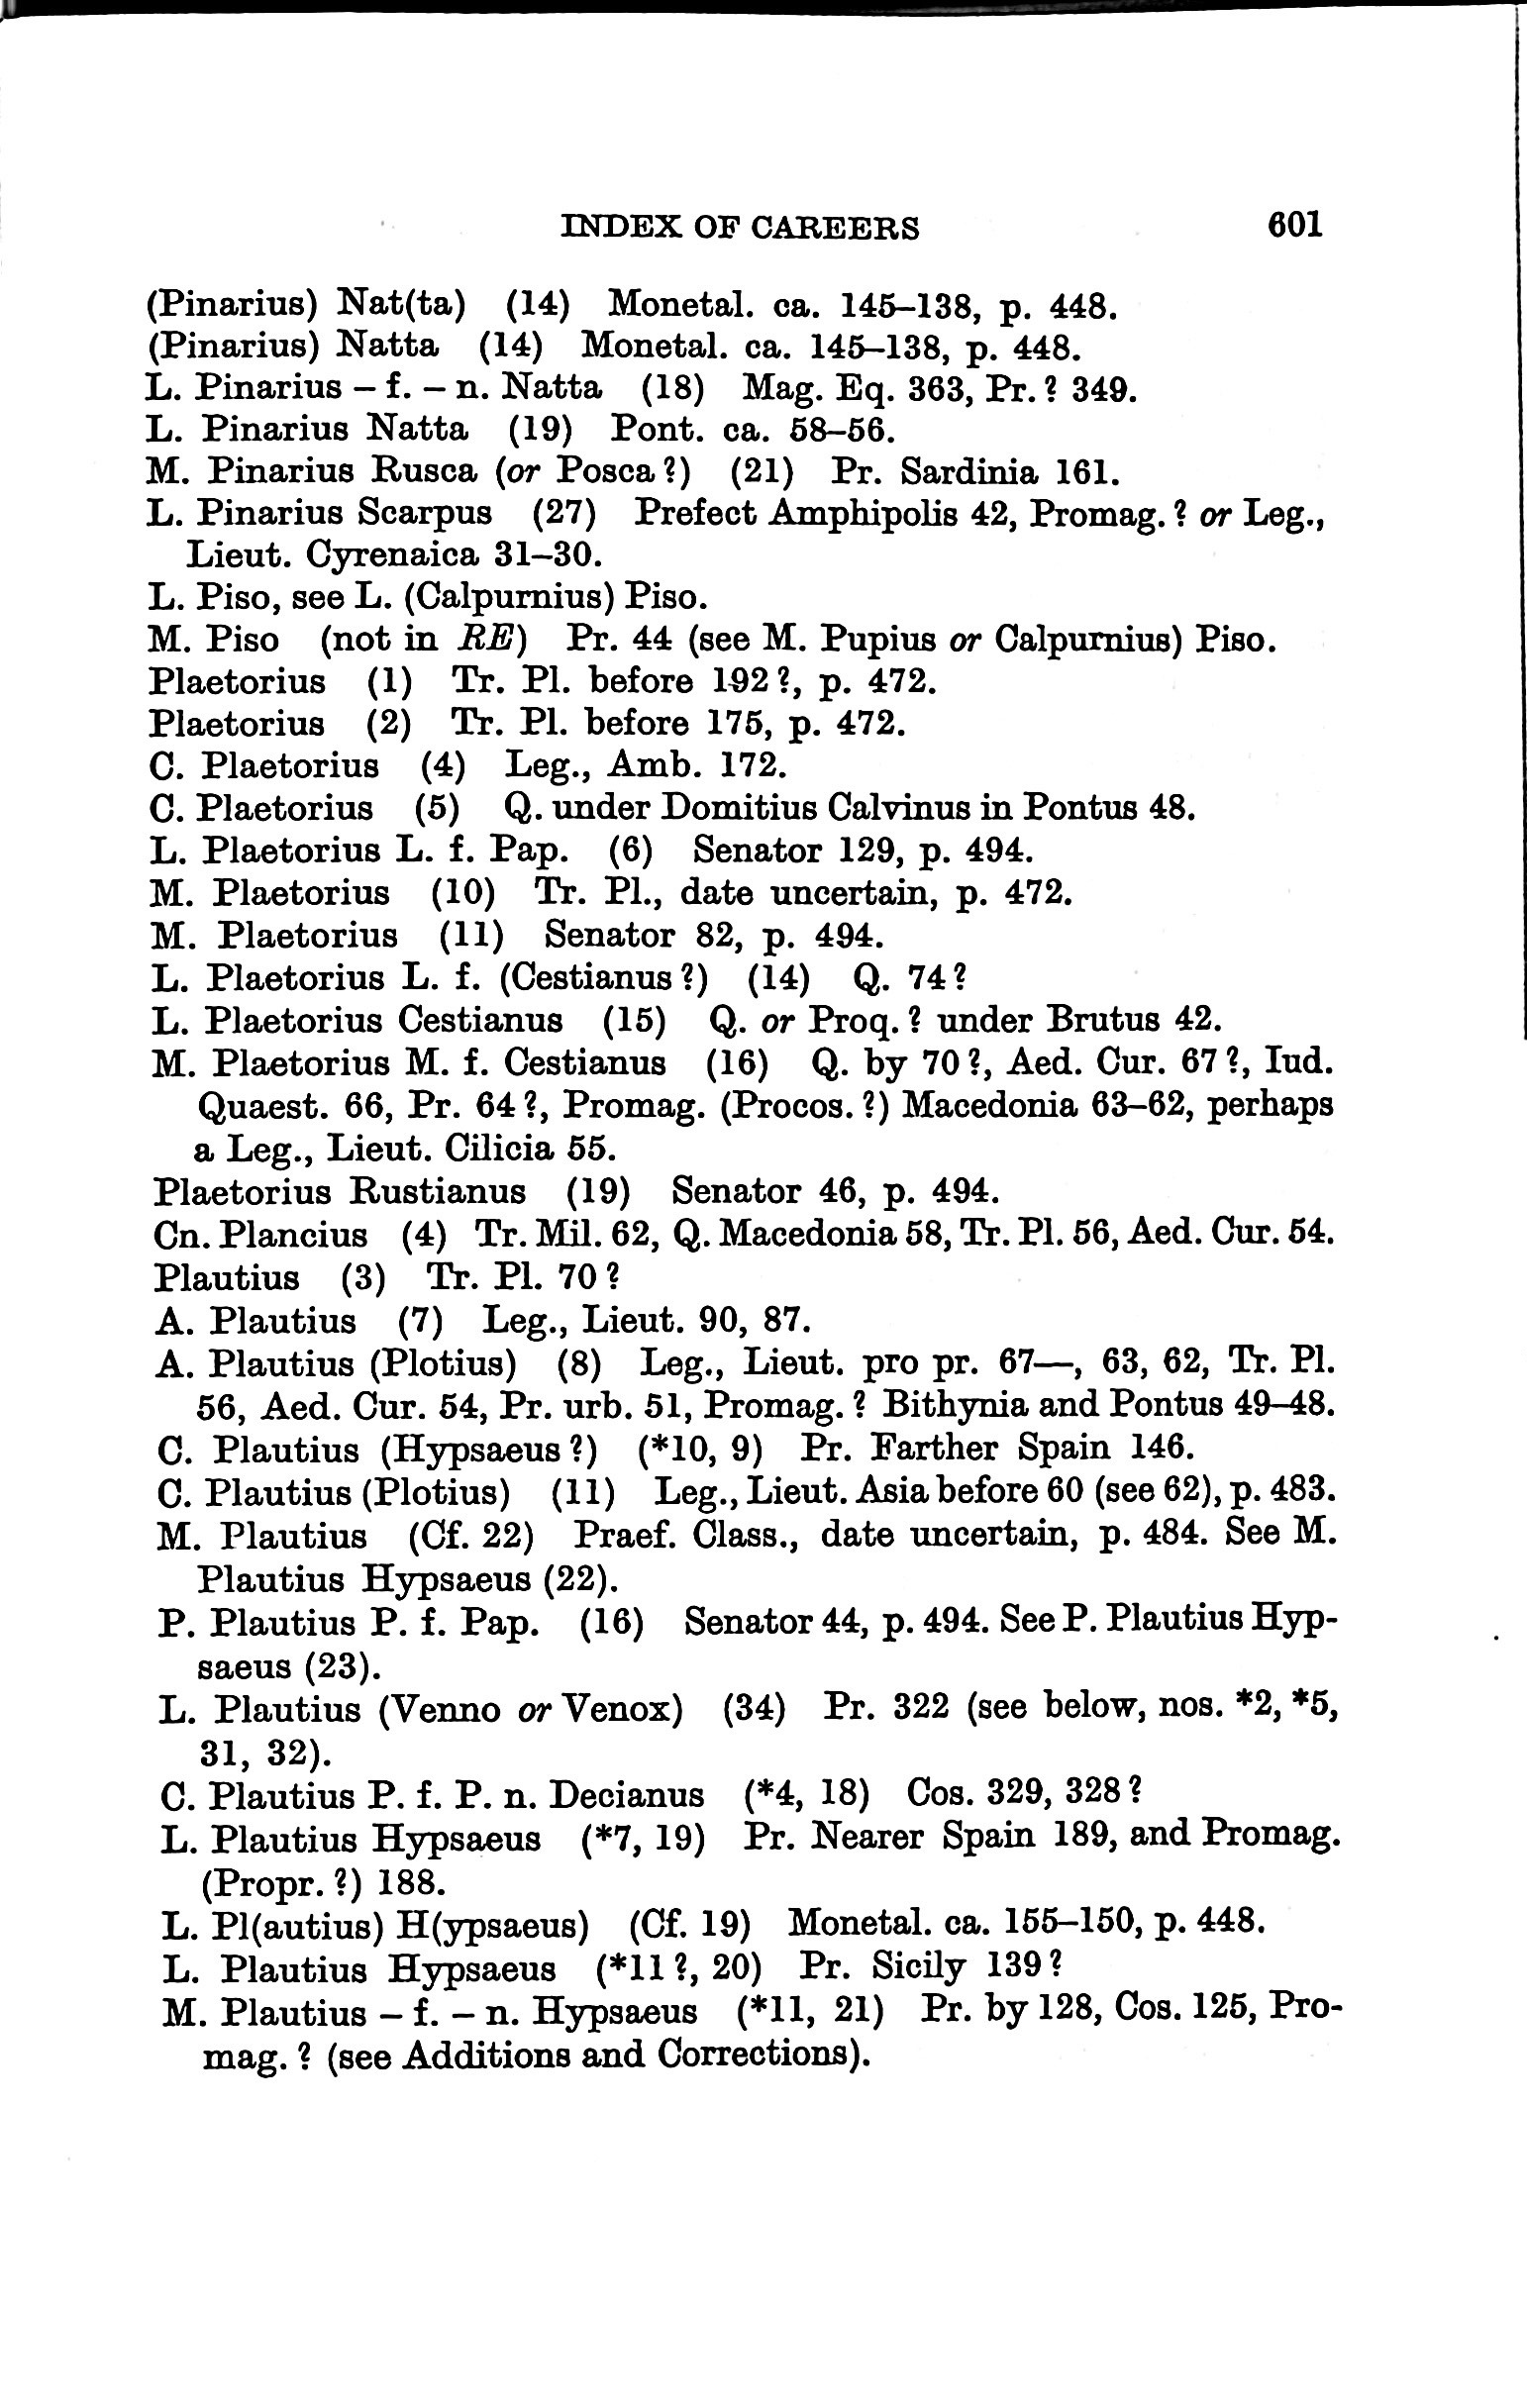 INDEX OF CAREERS 601
(Pinarius) Nat(ta) (14) Monetal. ca. 145–138, p. 448.
(Pinarius) Natta (14) Monetal. ca. 145–138, p. 448.
L. Pinarius – f. – n. Natta (18) Mag. Eq. 363, Pr. ? 349.
L. Pinarius Natta (19) Pont. ca. 58–56.
M. Pinarius Rusca (or Posca ?) (21) Pr. Sardinia 161.
L. Pinarius Scarpus (27) Prefect Amphipolis 42, Promag. ? or Leg.,
Lieut. Cyrenaica 31–30.
L. Piso, see L. (Calpurnius) Piso.
M. Piso (not in RE) Pr. 44 (see M. Pupius or Calpurnius) Piso.
Plaetorius (1) Tr. Pl. before 192 ?, p. 472.
Plaetorius (2) Tr. Pl. before 175, p. 472.
C. Plaetorius (4) Leg., Amb. 172.
C. Plaetorius (5) Q. under Domitius Calvinus in Pontus 48.
L. Plaetorius L. f. Pap. (6) Senator 129, p. 494.
M. Plaetorius (10) Tr. Pl., date uncertain, p. 472.
M. Plaetorius (11) Senator 82, p. 494.
L. Plaetorius L. f. (Cestianus ?) (14) Q. 74 ?
L. Plaetorius Cestianus (15) Q. or Proq. ? under Brutus 42.
M. Plaetorius M. f. Cestianus (16) Q. by 70 ?, Aed. Cur. 67 ?, Iud.
Quaest. 66, Pr. 64 ?, Promag. (Procos. ?) Macedonia 63–62, perhaps
a Leg., Lieut. Cilicia 55.
Plaetorius Rustianus (19) Senator 46, p. 494.
Cn. Plancius (4) Tr. Mil. 62, Q. Macedonia 58, Tr. Pl. 56, Aed. Cur. 54.
Plautius (3) Tr. Pl. 70 ?
A. Plautius (7) Leg., Lieut. 90, 87.
A. Plautius (Plotius) (8) Leg., Lieut. pro pr. 67—, 63, 62, Tr. Pl.
56, Aed. Cur. 54, Pr. urb. 51, Promag. ? Bithynia and Pontus 49–48.
C. Plautius (Hypsaeus ?) (*10, 9) Pr. Farther Spain 146.
C. Plautius (Plotius) (11) Leg., Lieut. Asia before 60 (see 62), p. 483.
M. Plautius (Cf. 22) Praef. Class., date uncertain, p. 484. See M.
Plautius Hypsaeus (22).
P. Plautius P. f. Pap. (16) Senator 44, p. 494. See P. Plautius Hyp-
saeus (23).
L. Plautius (Venno or Venox) (34) Pr. 322 (see below, nos. *2, *5,
31, 32).
C. Plautius P. f. P. n. Decianus (*4, 18) Cos. 329, 328 ?
L. Plautius Hypsaeus (*7, 19) Pr. Nearer Spain 189, and Promag.
(Propr. ?) 188.
L. Pl(autius) H(ypsaeus) (Cf. 19) Monetal. ca. 155–150, p. 448.
L. Plautius Hypsaeus (*11 ?, 20) Pr. Sicily 139 ?
M. Plautius – f. – n. Hypsaeus (*11, 21) Pr. by 128, Cos. 125, Pro-
mag. ? (see Additions and Corrections).